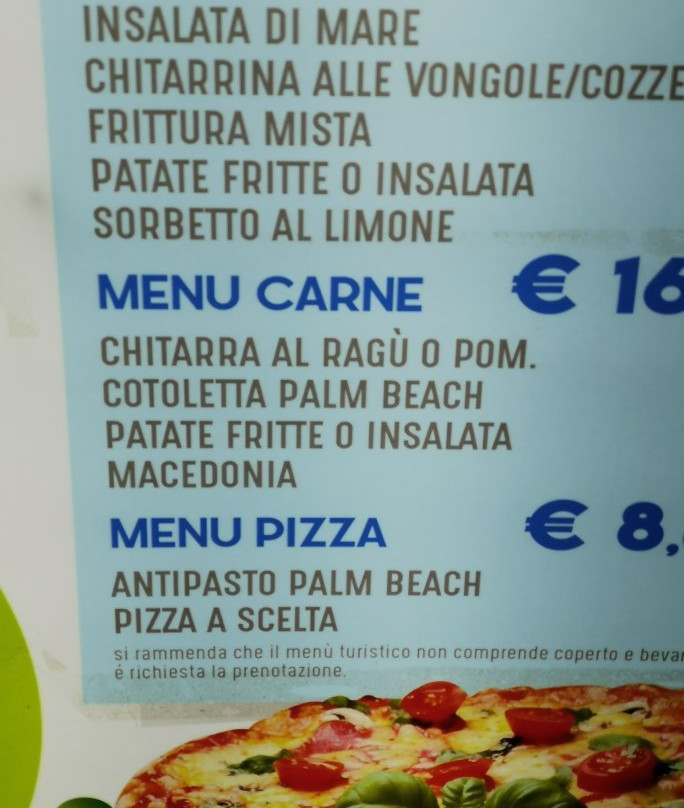 INSALATA DI MARE
CHITARRINA ALLE VONGOLE/COZZE
FRITTURA MISTA
PATATE FRITTE O INSALATA
SORBETTO AL LIMONE
MENU CARNE € 16
CHITARRA AL RAGÙ O POM.
COTOLETTA PALM BEACH
PATATE FRITTE O INSALATA
MACEDONIA
MENU PIZZA € 8,
ANTIPASTO PALM BEACH
PIZZA A SCELTA
si rammenda che il menù turistico non comprende coperto e bevan
é richiesta la prenotazione.